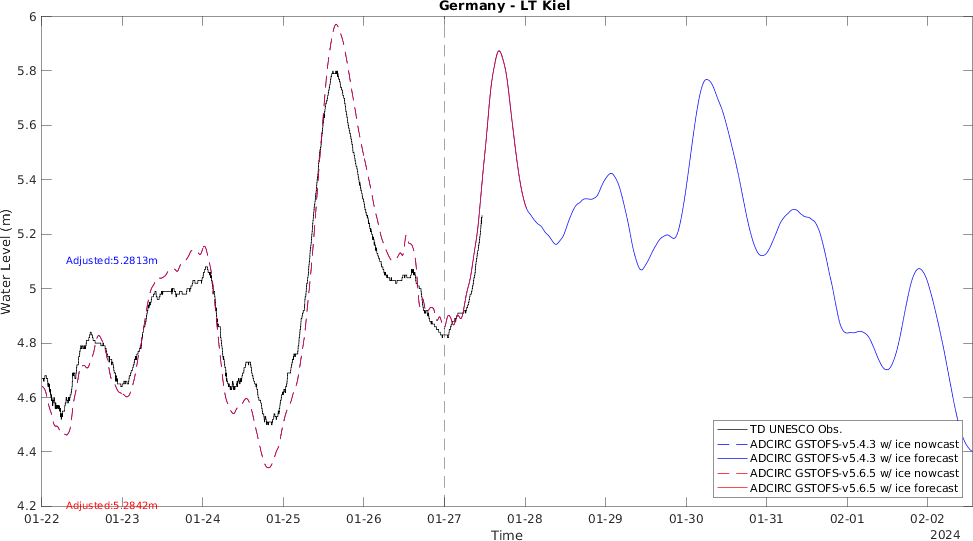 Germany - LT Kiel
6
5.8
5.6
5.4
5.2
5
4.8
4.6
4.4
4.2
Water Level (m)
Adjusted:5.2813m
Adjusted:5.2842m
TD UNESCO Obs.
ADCIRC GSTOFS-v5.4.3 w/ ice nowcast
ADCIRC GSTOFS-v5.4.3 w/ ice forecast
ADCIRC GSTOFS-v5.6.5 w/ ice nowcast
ADCIRC GSTOFS-v5.6.5 w/ ice forecast
01-22 01-23 01-24 01-25 01-26 01-27 01-28 01-29 01-30 01-31 02-01 02-02
Time
2024